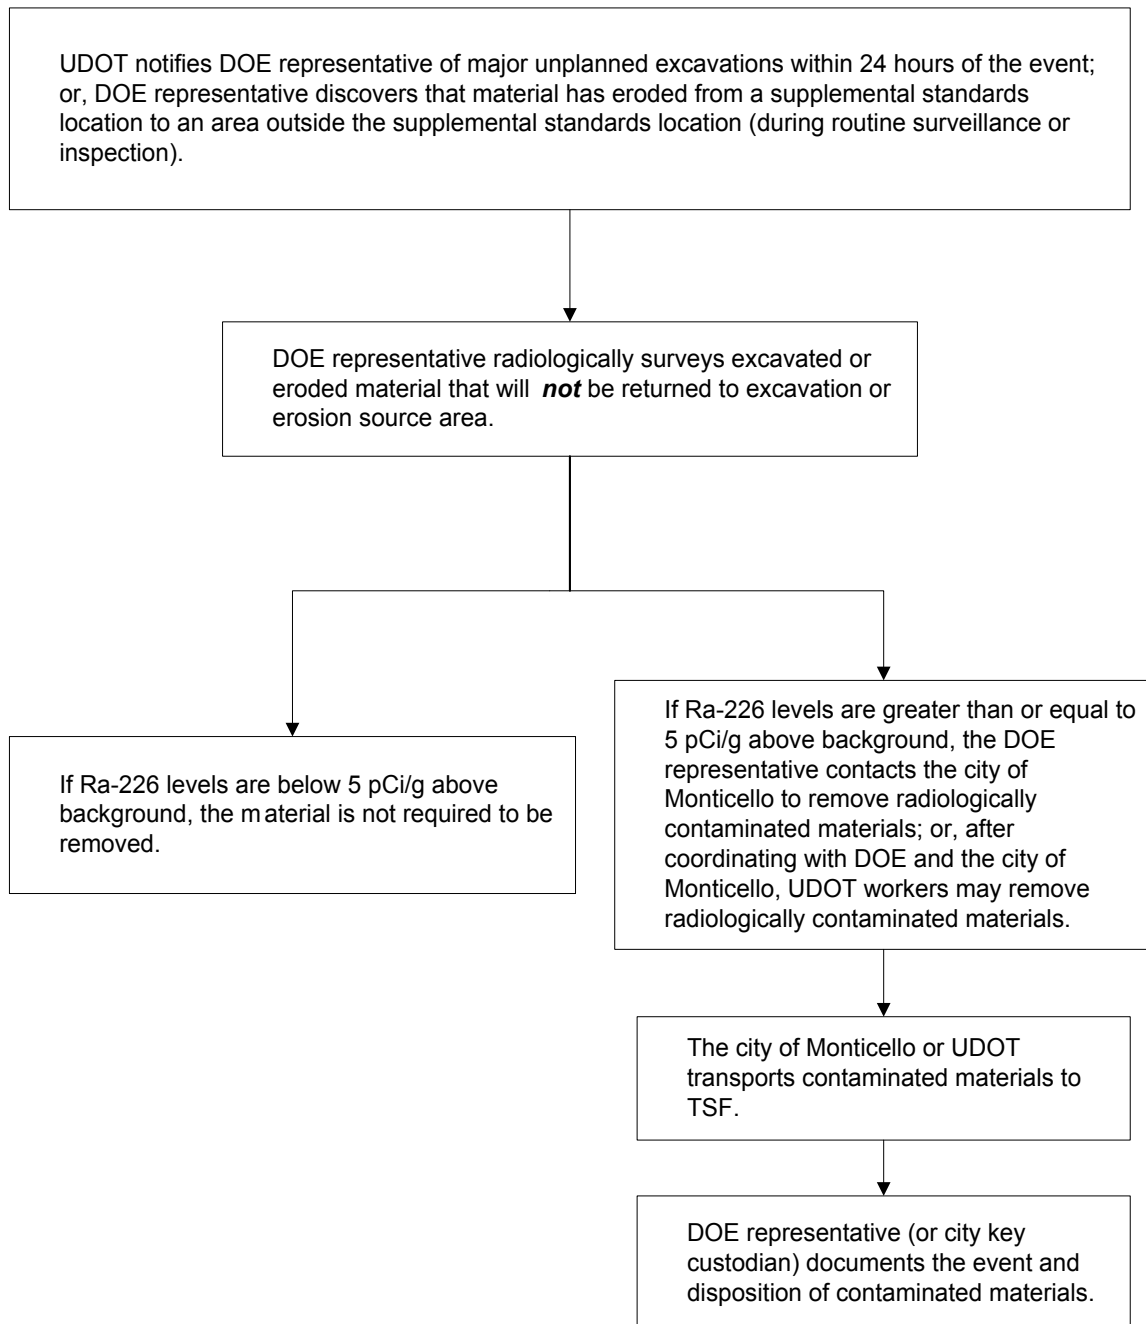 UDOT notifies DOE representative of major unplanned excavations within 24 hours of the event;
or, DOE representative discovers that material has eroded from a supplemental standards
location to an area outside the supplemental standards location (during routine surveillance or
inspection).
DOE representative radiologically surveys excavated or
eroded material that will not be returned to excavation or
erosion source area.
If Ra-226 levels are below 5 pCi/g above
background, the material is not required to be
removed.
If Ra-226 levels are greater than or equal to
5 pCi/g above background, the DOE
representative contacts the city of
Monticello to remove radiologically
contaminated materials; or, after
coordinating with DOE and the city of
Monticello, UDOT workers may remove
radiologically contaminated materials.
The city of Monticello or UDOT
transports contaminated materials to
TSF.
DOE representative (or city key
custodian) documents the event and
disposition of contaminated materials.